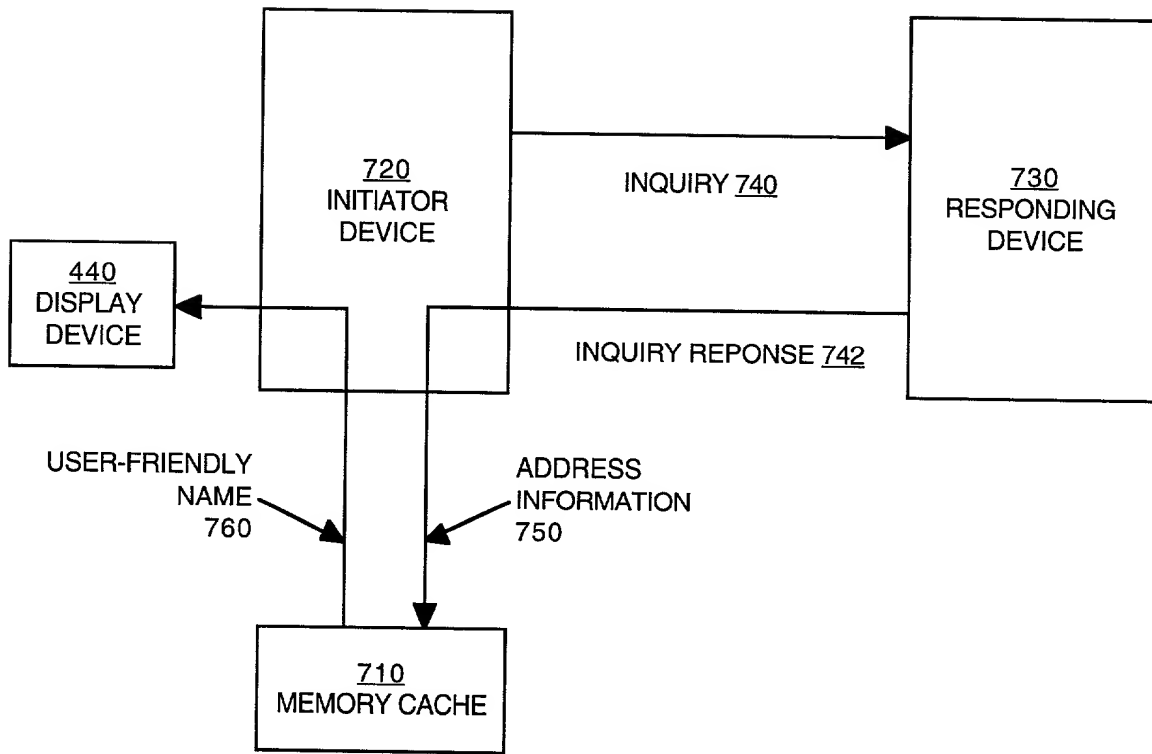 720
INITIATOR
DEVICE
INQUIRY 740
730
RESPONDING
DEVICE
440
DISPLAY
DEVICE
INQUIRY REPONSE 742
USER-FRIENDLY
NAME
760
ADDRESS
INFORMATION
750
710
MEMORY CACHE